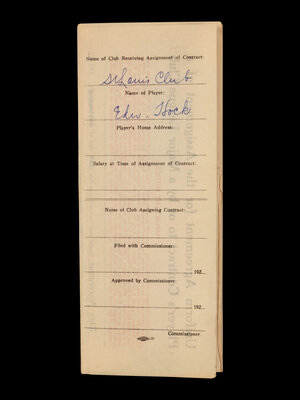 Name of Club Receiving Assignment of Contract:
St Louis Club
Name of Player:
Edw. Hock
Player's Home Address:
Salary at Time of Assignment of Contract:
Name of Club Assigning Contract:
Filed with Commissioner:
192
Approved by Commissioner:
192
Commissioner.